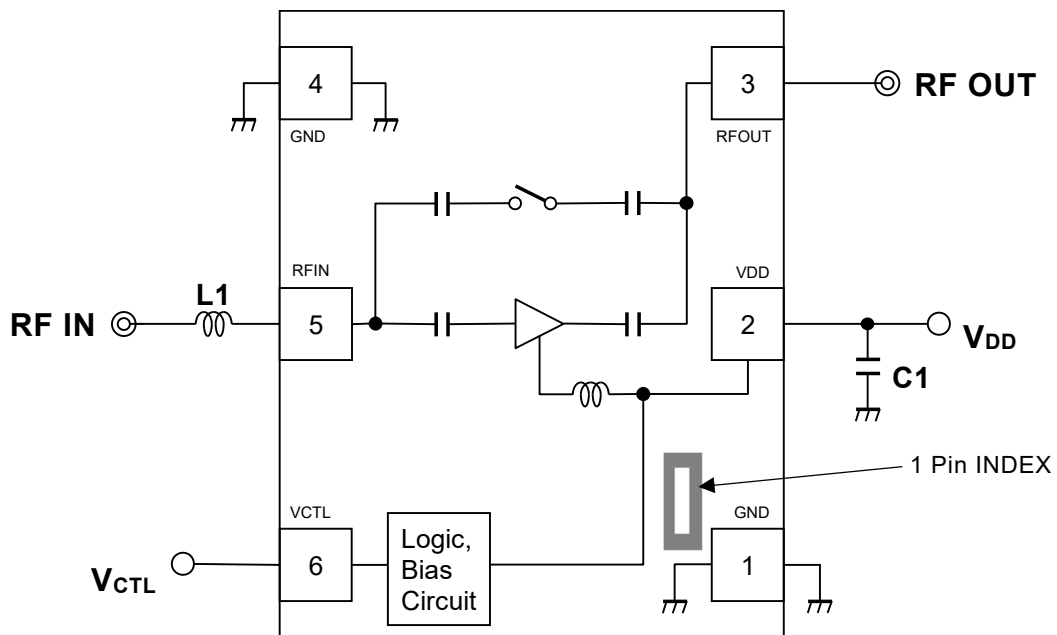 4
GND
3
RFOUT
RF OUT
RFIN
5
L1
RF IN
VDD
2
VDD
C1
1 Pin INDEX
VCTL
6
VCTL
Logic,
Bias
Circuit
GND
1